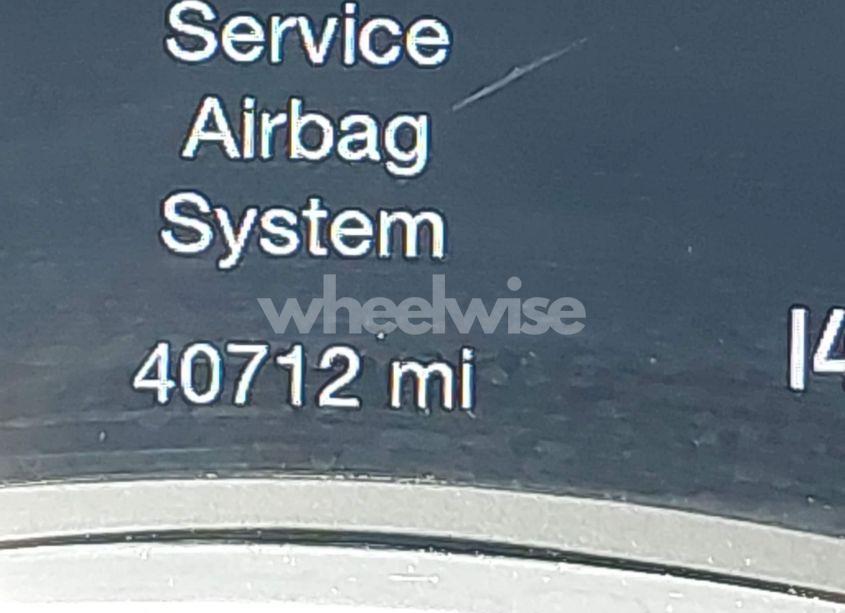 Service
Airbag
System
wheelwise
40712 mi